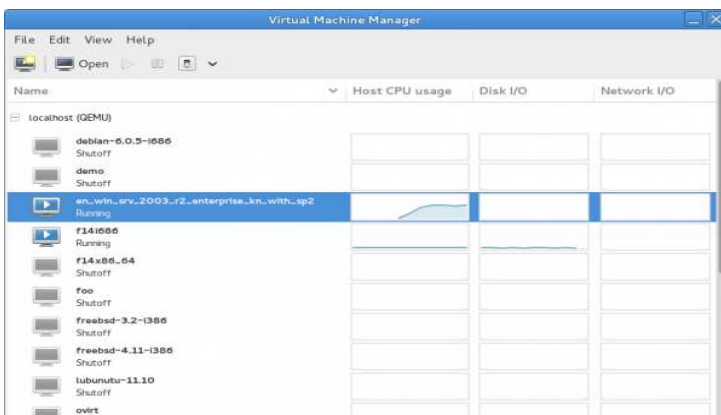 Virtual Machine Manager
File Edit View Help
Open
Name Host CPU usage Disk I/O Network I/O
localhost (QEMU)
debian-6.0.5-i686
Shutoff
demo
Shutoff
en_win_srv_2003_r2_enterprise_kn_with_sp2
Running
f14i686
Running
f14x86_64
Shutoff
foo
Shutoff
freebsd-3.2-i386
Shutoff
freebsd-4.11-i386
Shutoff
lubunutu-11.10
Shutoff
ovirt